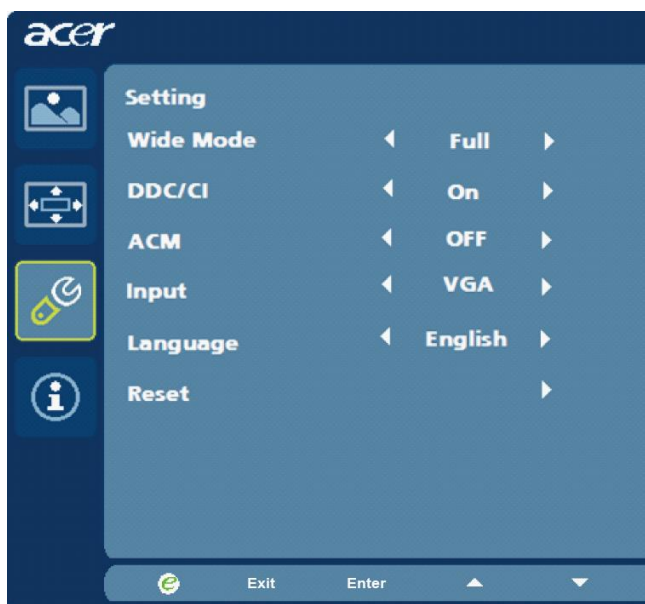 acer
Setting
Wide Mode Full
DDC/CI On
ACM OFF
Input VGA
Language English
Reset
e Exit Enter